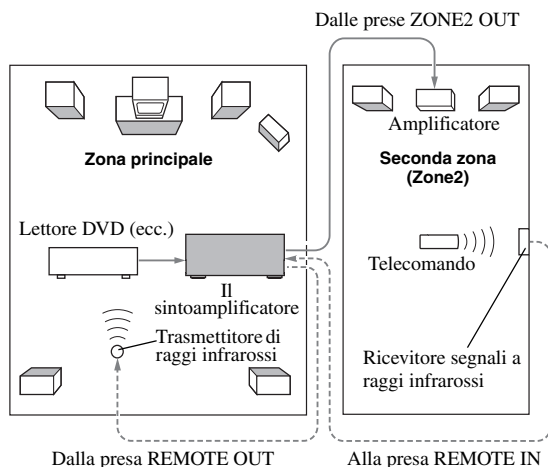 Dalle prese ZONE2 OUT
Zona principale
Amplificatore
Seconda zona
(Zone2)
Lettore DVD (ecc.)
Il
sintoamplificatore
Telecomando
Trasmettitore di
raggi infrarossi
Ricevitore segnali a
raggi infrarossi
Dalla presa REMOTE OUT
Alla presa REMOTE IN